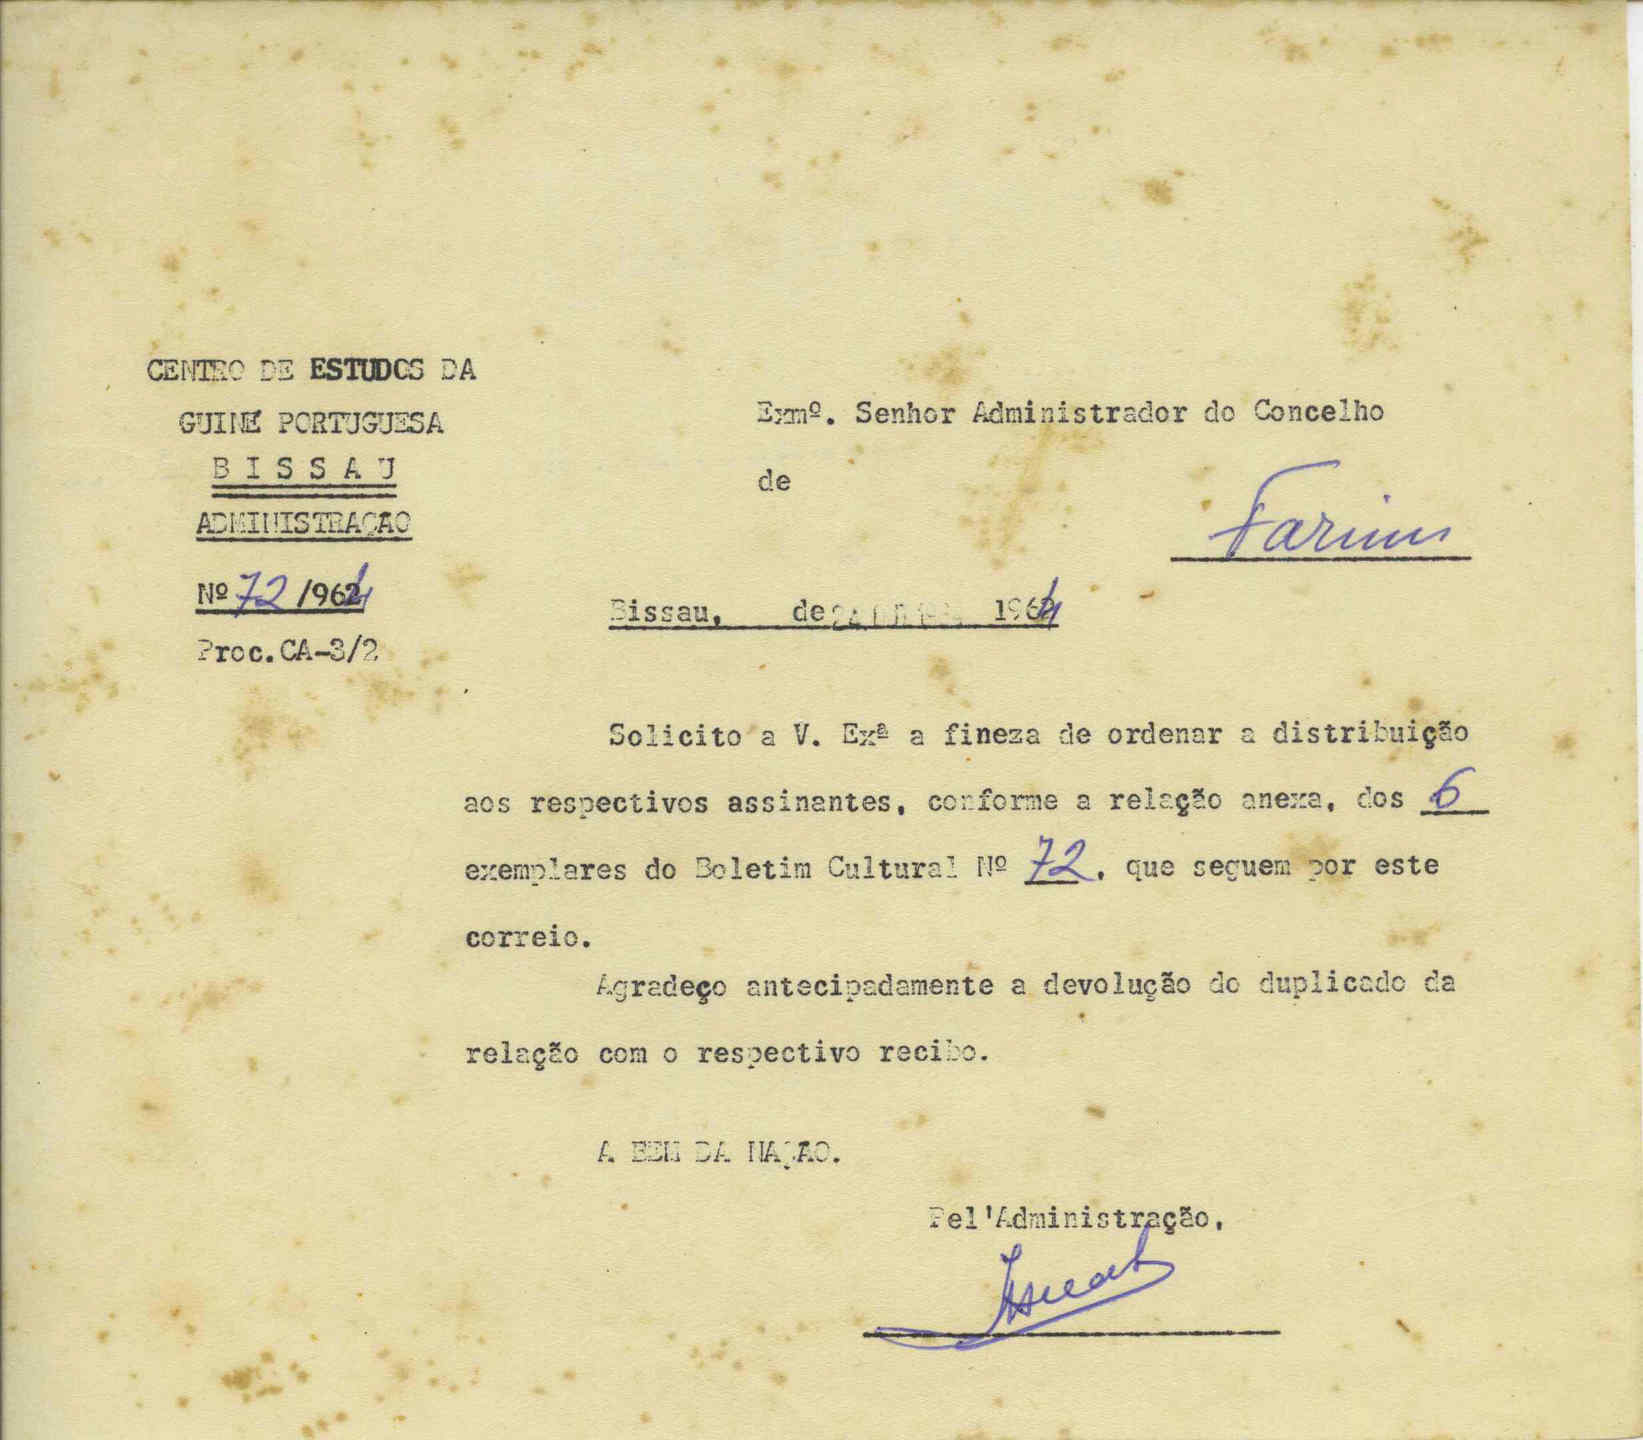 CENTRO DE ESTUDOS DA
GUINÉ PORTUGUESA
BISSAU
ADMINISTRAÇÃO
Nº 72 /1964
Proc.CA-3/2
Exmº. Senhor Administrador do Concelho
de
Farim
Bissau, de 1964
Solicito a V. Exª a fineza de ordenar a distribuição
aos respectivos assinantes, conforme a relação anexa, dos 6
exemplares do Boletim Cultural Nº 72, que seguem por este
correio.
Agradeço antecipadamente a devolução do duplicado da
relação com o respectivo recibo.
A BEM DA NAÇÃO.
Pel'Administração,